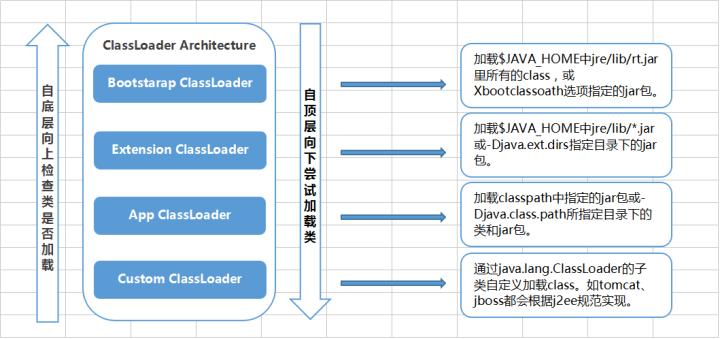 自底层向上检查类是否加载
ClassLoader Architecture
Bootstarap ClassLoader
Extension ClassLoader
App ClassLoader
Custom ClassLoader
自顶层向下尝试加载类
加载$JAVA_HOME中jre/lib/rt.jar
里所有的class，或
Xbootclassoath选项指定的jar包。
加载$JAVA_HOME中jre/lib/*.jar
或-Djava.ext.dirs指定目录下的jar
包。
加载classpath中指定的jar包或-
Djava.class.path所指定目录下的
类和jar包。
通过java.lang.ClassLoader的子
类自定义加载class。如tomcat、
jboss都会根据j2ee规范实现。